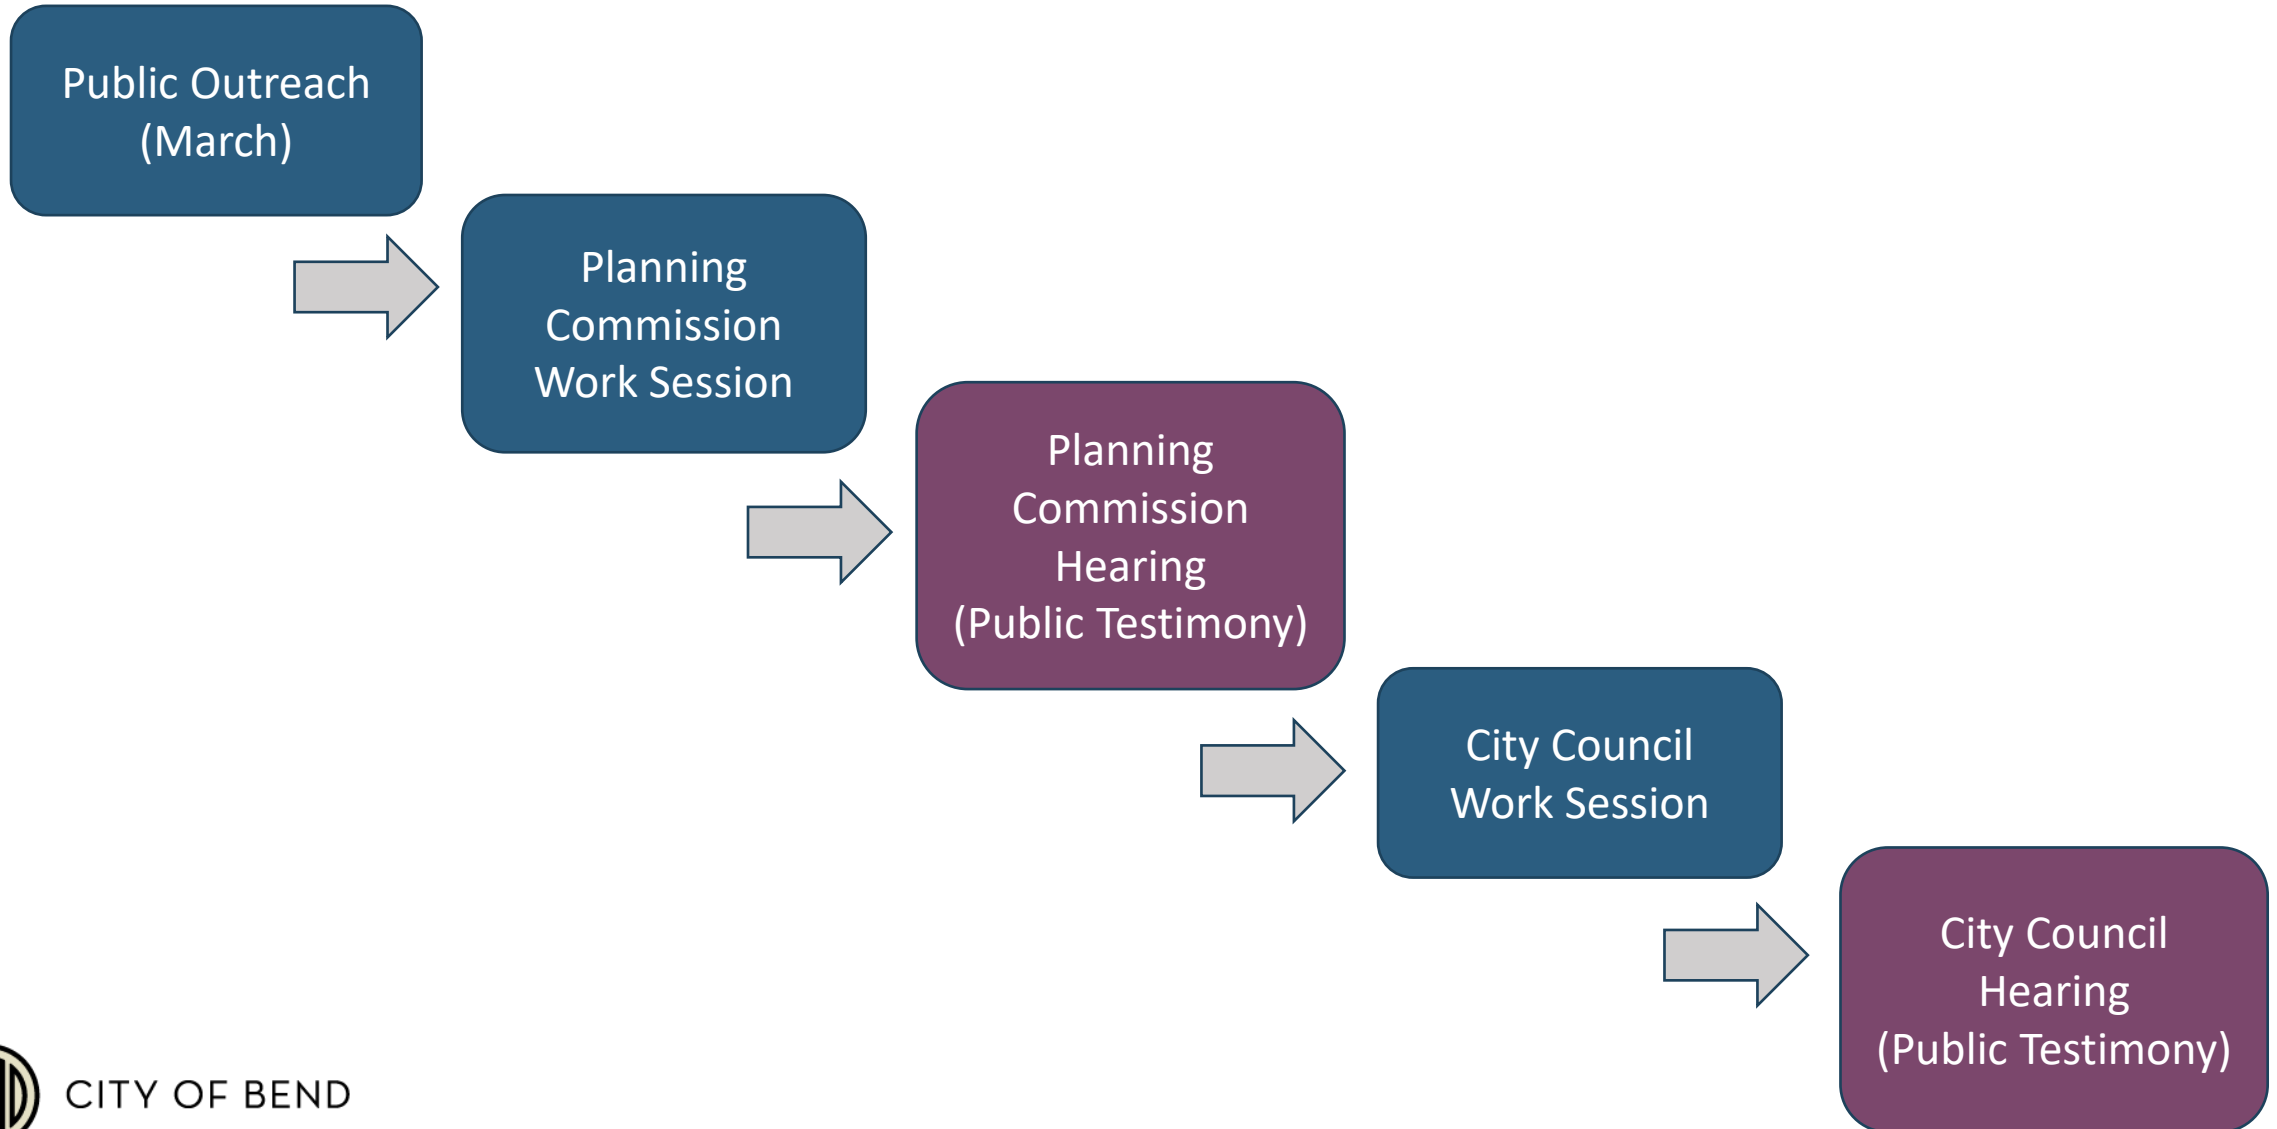 Public Outreach
(March)
Planning
Commission
Work Session
Planning
Commission
Hearing
(Public Testimony)
City Council
Work Session
City Council
Hearing
(Public Testimony)
CITY OF BEND